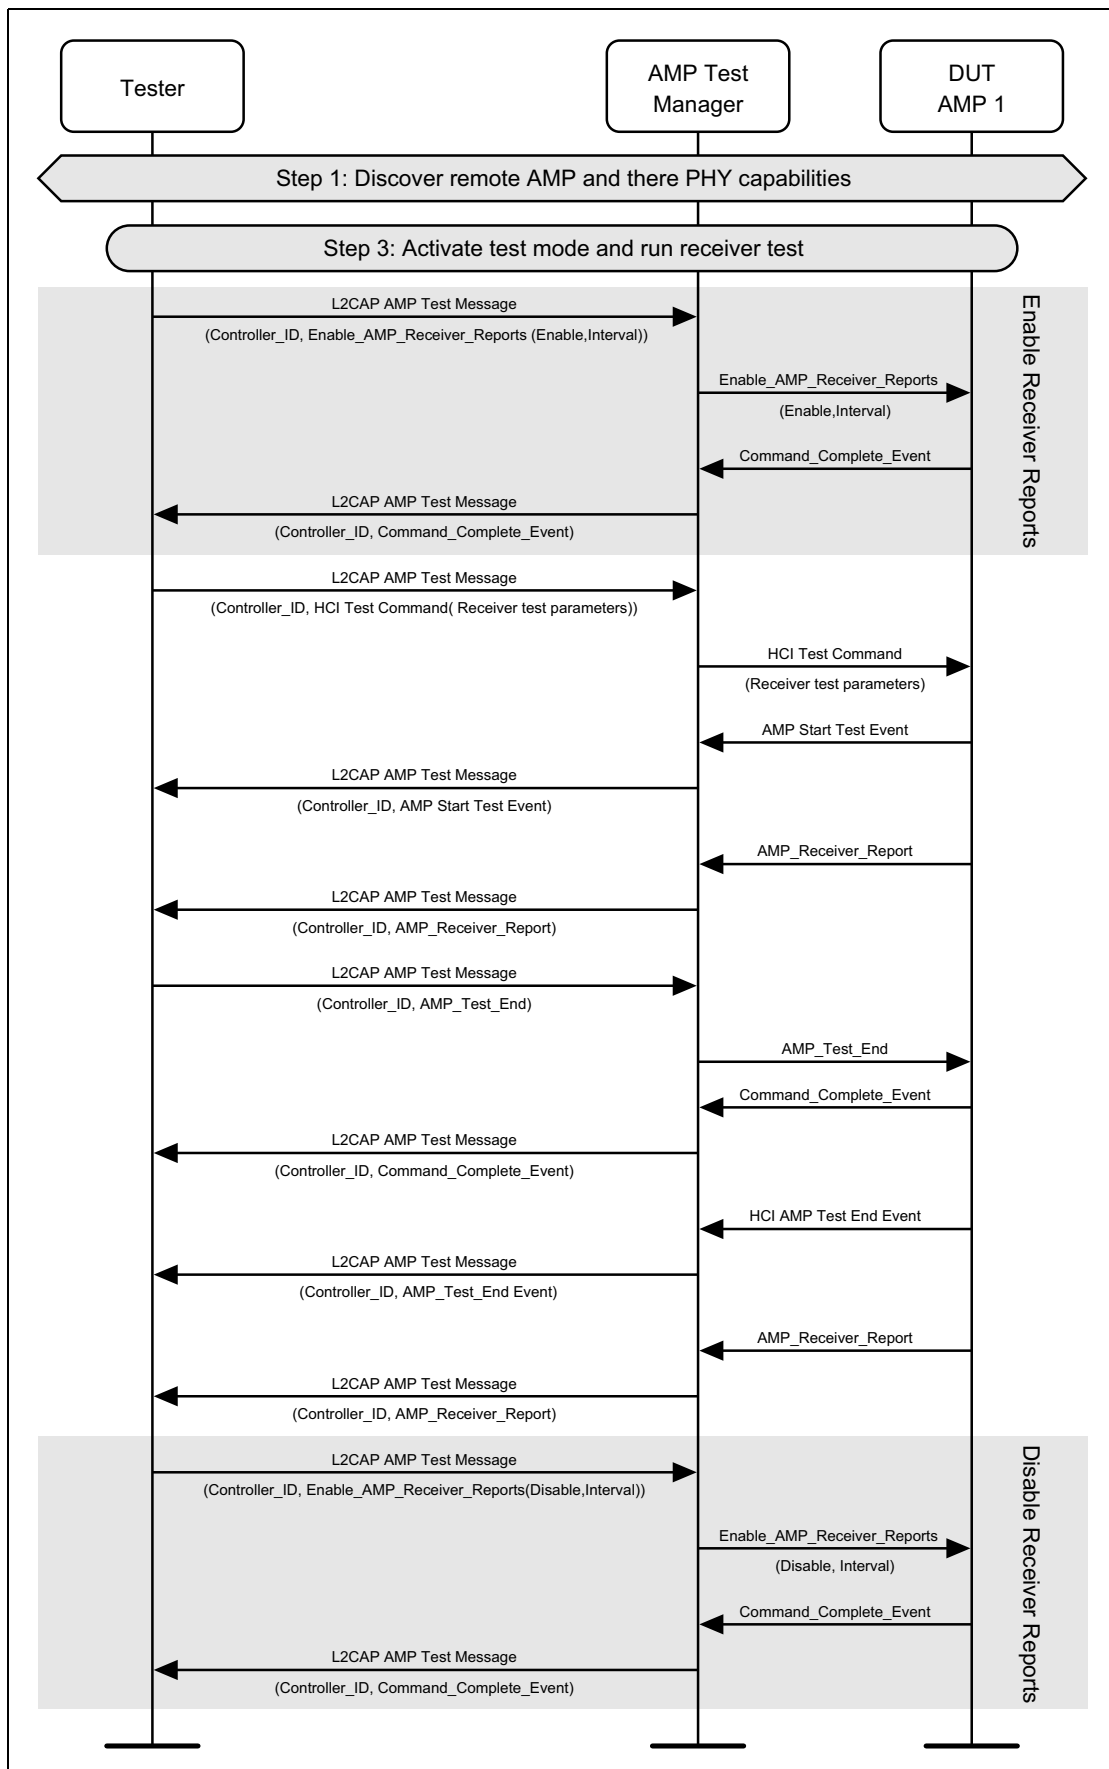 Tester
AMP Test
Manager
DUT
AMP 1
Step 1: Discover remote AMP and there PHY capabilities
Step 3: Activate test mode and run receiver test
Enable Receiver Reports
L2CAP AMP Test Message
(Controller_ID, Enable_AMP_Receiver_Reports (Enable,Interval))
Enable_AMP_Receiver_Reports
(Enable,Interval)
Command_Complete_Event
L2CAP AMP Test Message
(Controller_ID, Command_Complete_Event)
L2CAP AMP Test Message
(Controller_ID, HCI Test Command( Receiver test parameters))
HCI Test Command
(Receiver test parameters)
AMP Start Test Event
L2CAP AMP Test Message
(Controller_ID, AMP Start Test Event)
AMP_Receiver_Report
L2CAP AMP Test Message
(Controller_ID, AMP_Receiver_Report)
L2CAP AMP Test Message
(Controller_ID, AMP_Test_End)
AMP_Test_End
Command_Complete_Event
L2CAP AMP Test Message
(Controller_ID, Command_Complete_Event)
HCI AMP Test End Event
L2CAP AMP Test Message
(Controller_ID, AMP_Test_End Event)
AMP_Receiver_Report
L2CAP AMP Test Message
(Controller_ID, AMP_Receiver_Report)
Disable Receiver Reports
L2CAP AMP Test Message
(Controller_ID, Enable_AMP_Receiver_Reports(Disable,Interval))
Enable_AMP_Receiver_Reports
(Disable, Interval)
Command_Complete_Event
L2CAP AMP Test Message
(Controller_ID, Command_Complete_Event)